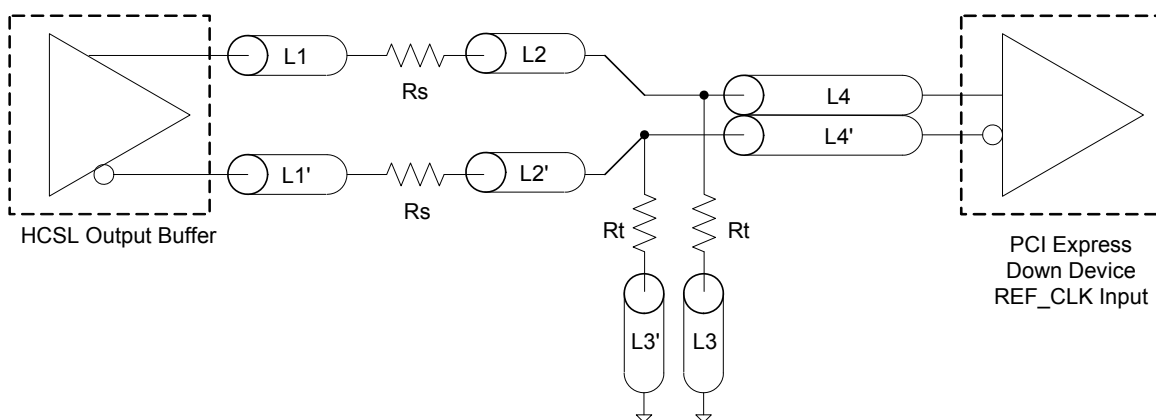 L1
Rs
L2
L4
L4'
L1'
Rs
L2'
HCSL Output Buffer
Rt
Rt
L3'
L3
PCI Express
Down Device
REF_CLK Input